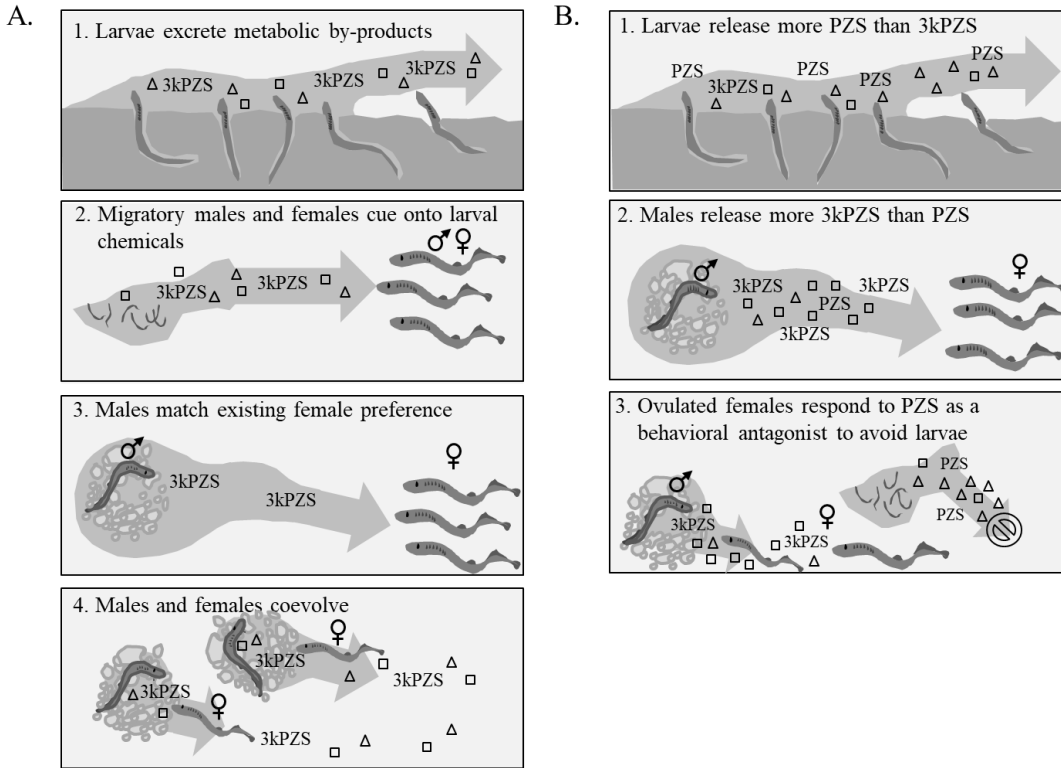 A.
1. Larvae excrete metabolic by-products
3kPZS
3kPZS
3kPZS
2. Migratory males and females cue onto larval
chemicals
♂♀
3kPZS
3kPZS
3. Males match existing female preference
♂
♀
3kPZS
3kPZS
4. Males and females coevolve
♀
3kPZS
3kPZS
3kPZS
♀
3kPZS
B.
1. Larvae release more PZS than 3kPZS
PZS
PZS
PZS
PZS
3kPZS
2. Males release more 3kPZS than PZS
♂
♀
3kPZS
3kPZS
PZS
3kPZS
3. Ovulated females respond to PZS as a
behavioral antagonist to avoid larvae
PZS
♂
♀
3kPZS
3kPZS
PZS